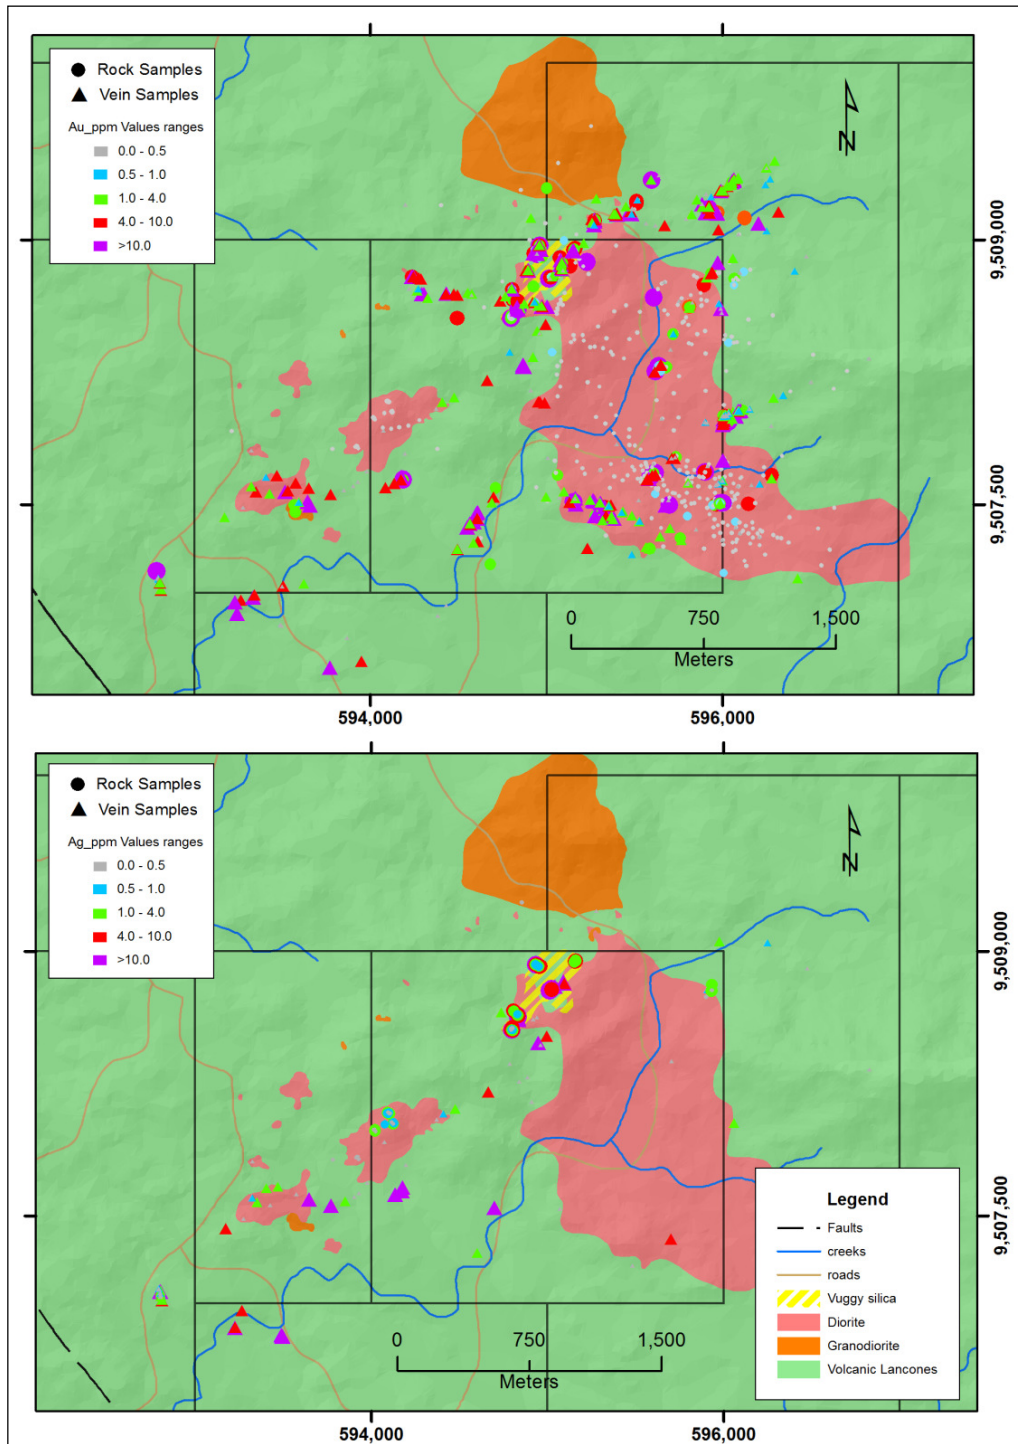 Rock Samples
Vein Samples
Au_ppm Values ranges
0.0 - 0.5
0.5 - 1.0
1.0 - 4.0
4.0 - 10.0
>10.0
N
9,509,000
9,507,500
0 750 1,500
Meters
594,000 596,000
Rock Samples
Vein Samples
Ag_ppm Values ranges
0.0 - 0.5
0.5 - 1.0
1.0 - 4.0
4.0 - 10.0
>10.0
N
9,509,000
9,507,500
Legend
Faults
creeks
roads
Vuggy silica
Diorite
Granodiorite
Volcanic Lancones
0 750 1,500
Meters
594,000 596,000